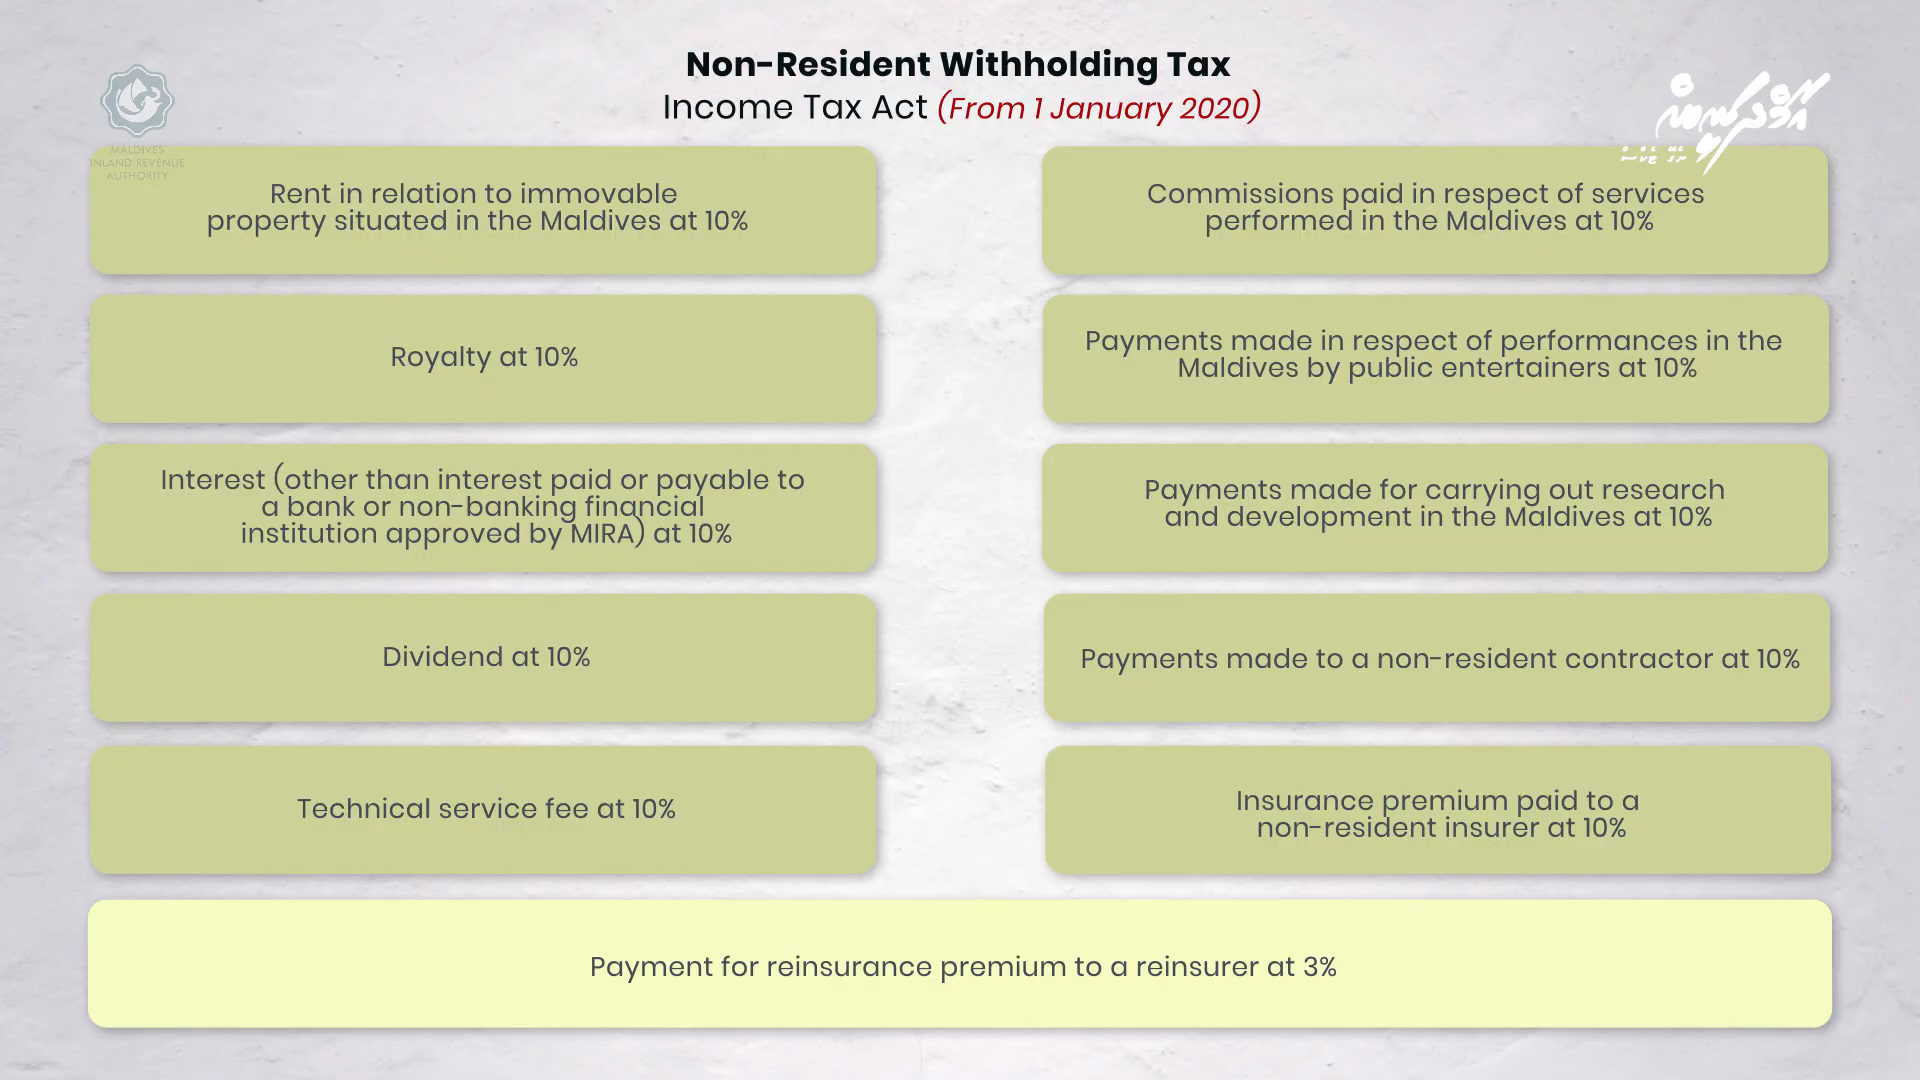 Non-Resident Withholding Tax
Income Tax Act (From 1 January 2020)
MALDIVES
INLAND REVENUE
AUTHORITY
Rent in relation to immovable
property situated in the Maldives at 10%
Royalty at 10%
Interest (other than interest paid or payable to
a bank or non-banking financial
institution approved by MIRA) at 10%
Dividend at 10%
Technical service fee at 10%
Commissions paid in respect of services
performed in the Maldives at 10%
Payments made in respect of performances in the
Maldives by public entertainers at 10%
Payments made for carrying out research
and development in the Maldives at 10%
Payments made to a non-resident contractor at 10%
Insurance premium paid to a
non-resident insurer at 10%
Payment for reinsurance premium to a reinsurer at 3%